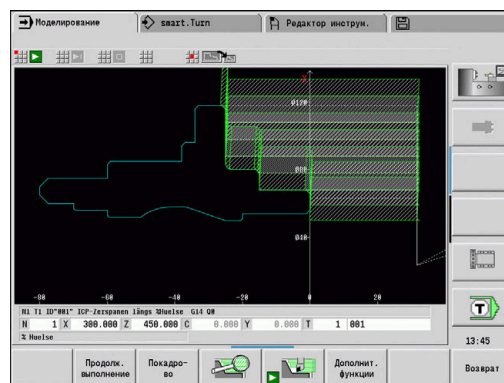 Моделирование
smart.Turn
Редактор инструм.
X
Ø120
Ø80
Ø40
-80 -60 -40 -20 0 20
N1 T1 ID"001" ICP-Zerspanen längs %Huelse G14 Q0
N 1 X 300.000 Z 450.000 C 0.000 Y 0.000 T 1 001
% Huelse
T
13:45
Продолж. выполнение
Покадро-во
Дополнит. функции
Возврат